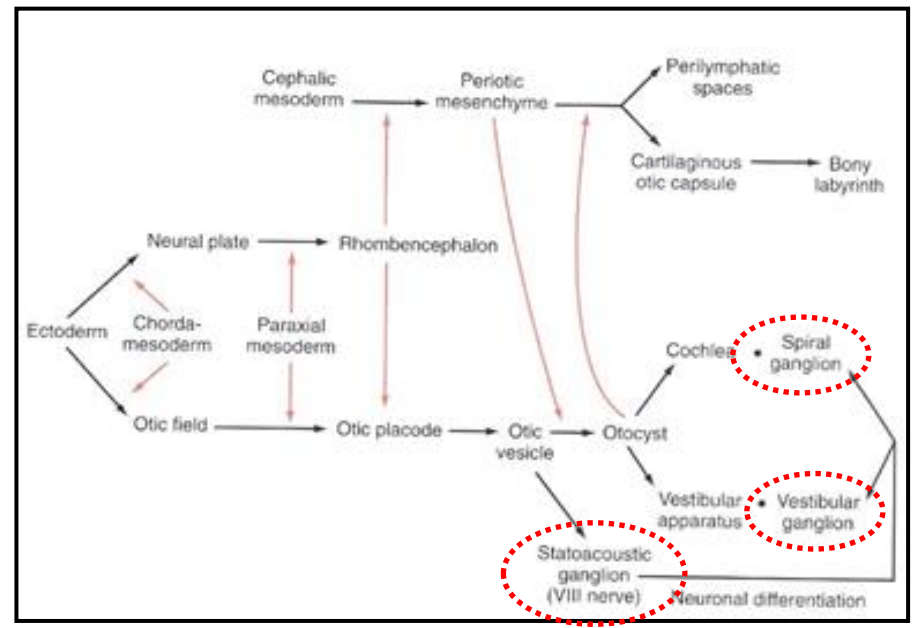 Cephalic
mesoderm
Periotic
mesenchyme
Perilymphatic
spaces
Cartilaginous
otic capsule
Bony
labyrinth
Neural plate
Rhombencephalon
Ectoderm
Chorda-
mesoderm
Paraxial
mesoderm
Cochlea
Spiral
ganglion
Otic field
Otic placode
Otic
vesicle
Otocyst
Vestibular
apparatus
Vestibular
ganglion
Statoacoustic
ganglion
(VIII nerve)
Neuronal differentiation